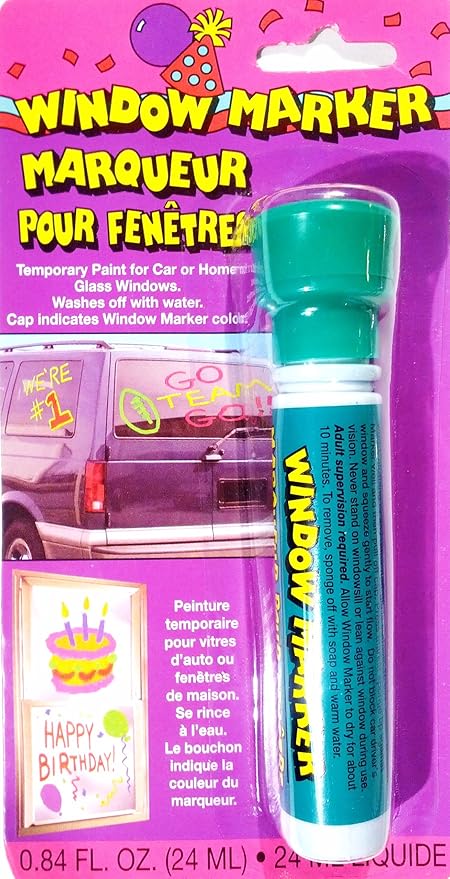 WINDOW MARKER
MARQUEUR
POUR FENÊTRES
Temporary Paint for Car or Home
Glass Windows.
Washes off with water.
Cap indicates Window Marker color.
WE'RE
#1
GO
TEAM
GO!!
window and squeeze gently to start flow. Do not block car driver's
vision. Never stand on windowsill or lean against window during use.
Adult supervision required. Allow Window Marker to dry for about
10 minutes. To remove, sponge off with soap and warm water.
WINDOW MARKER
Peinture
temporaire
pour vitres
d'auto ou
fenêtres
de maison.
Se rince
à l'eau.
Le bouchon
indique la
couleur du
marqueur.
HAPPY
BIRTHDAY!
0.84 FL. OZ. (24 ML) • 24 ML LIQUIDE